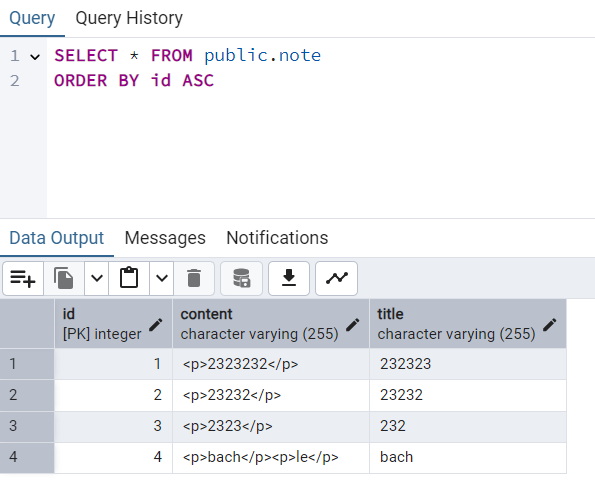 Query Query History
1 SELECT * FROM public.note
2 ORDER BY id ASC
Data Output Messages Notifications
id content title
[PK] integer character varying (255) character varying (255)
1 1 <p>2323232</p> 232323
2 2 <p>23232</p> 23232
3 3 <p>2323</p> 232
4 4 <p>bach</p><p>le</p> bach